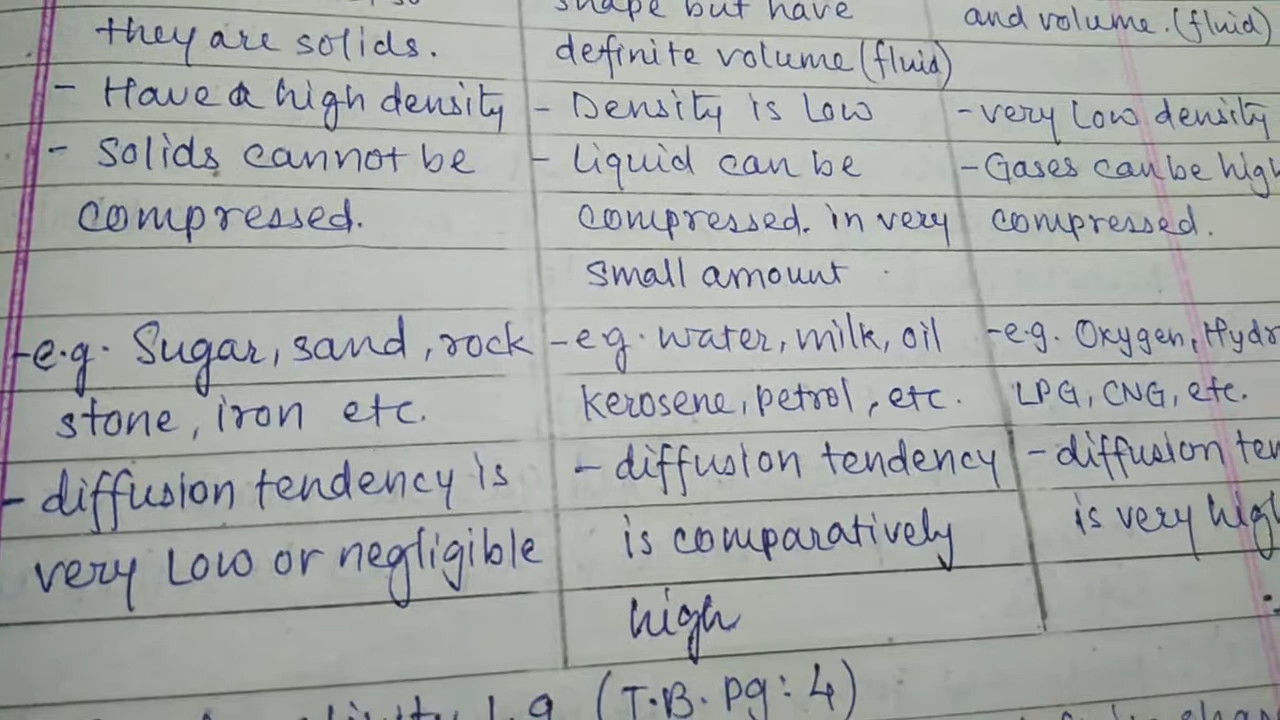 they are solids.
- Have a high density
- Solids cannot be
compressed.
-e.g. Sugar, sand, rock
stone, iron etc.
- diffusion tendency is
very Low or negligible
shape but have
definite volume (fluid)
- Density is Low
- Liquid can be
compressed. in very
small amount
-e.g. water, milk, oil
Kerosene, petrol, etc.
- diffusion tendency
is comparatively
high
and volume. (fluid)
-very Low density
-Gases can be
compressed.
-e.g. Oxygen,
LPG, CNG, etc.
-diffusion
is very
(T.B. pg: 4)